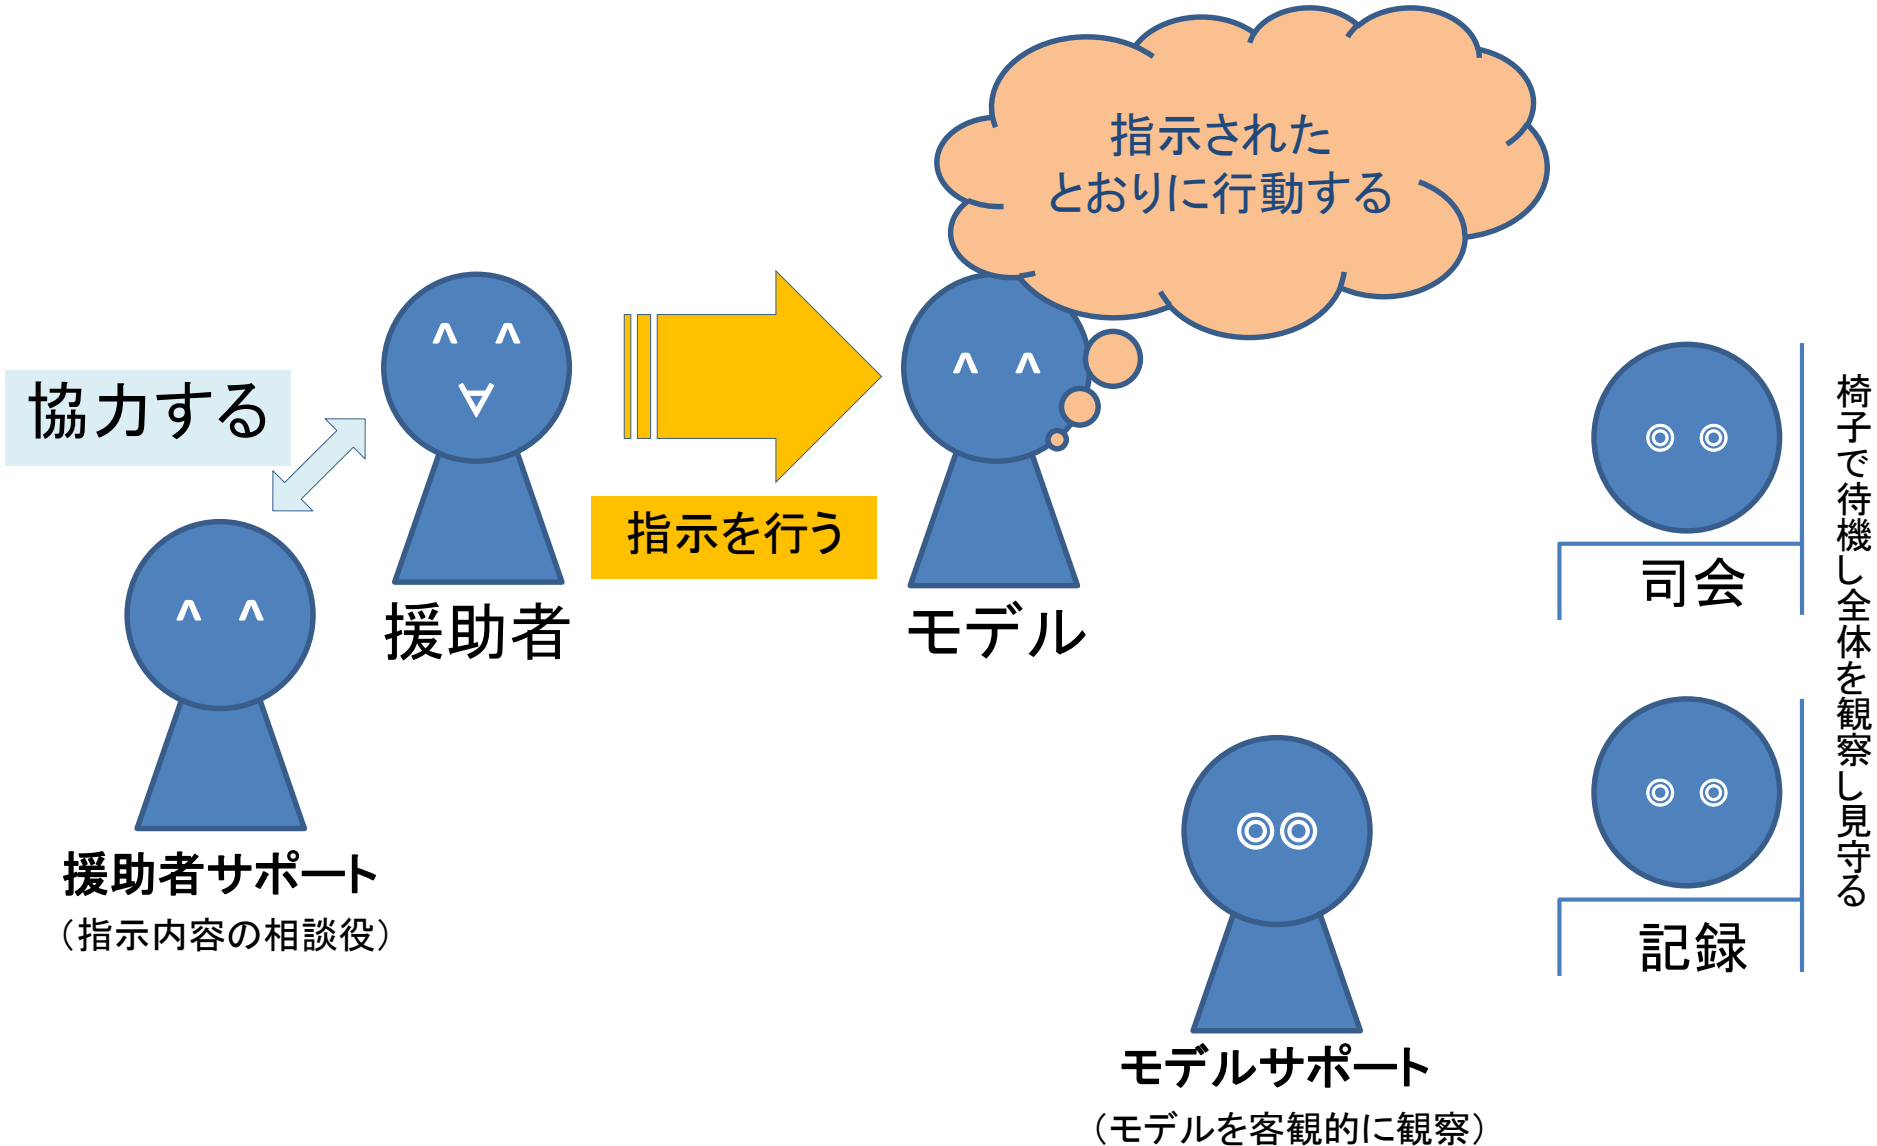 指示された
とおりに行動する
協力する
指示を行う
援助者
モデル
援助者サポート
（指示内容の相談役）
モデルサポート
（モデルを客観的に観察）
司会
記録
椅子で待機し全体を観察し見守る